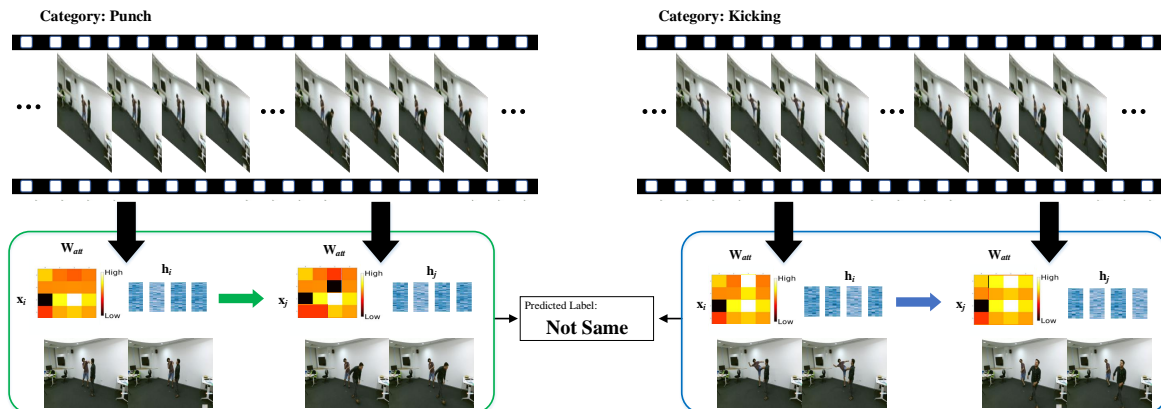 Category: Punch
Category: Kicking
...
...
...
...
...
...
W_att
High
Low
x_i
h_i
W_att
High
Low
x_j
h_j
Predicted Label:
Not Same
W_att
High
Low
x_i
h_i
W_att
High
Low
x_j
h_j